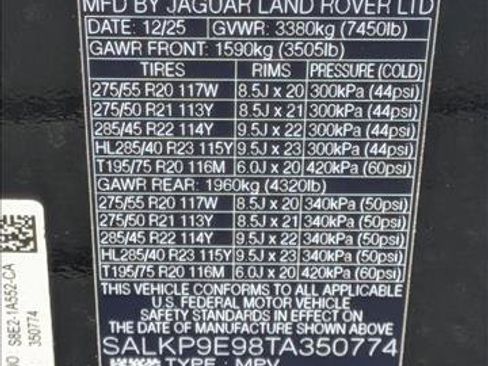 MFD BY JAGUAR LAND ROVER LTD
DATE: 12/25 GVWR: 3380kg (7450lb)
GAWR FRONT: 1590kg (3505lb)
TIRES RIMS PRESSURE (COLD)
275/55 R20 117W 8.5J x 20 300kPa (44psi)
275/50 R21 113Y 8.5J x 21 300kPa (44psi)
285/45 R22 114Y 9.5J x 22 300kPa (44psi)
HL285/40 R23 115Y 9.5J x 23 300kPa (44psi)
T195/75 R20 116M 6.0J x 20 420kPa (60psi)
GAWR REAR: 1960kg (4320lb)
275/55 R20 117W 8.5J x 20 340kPa (50psi)
275/50 R21 113Y 8.5J x 21 340kPa (50psi)
285/45 R22 114Y 9.5J x 22 340kPa (50psi)
HL285/40 R23 115Y 9.5J x 23 340kPa (50psi)
T195/75 R20 116M 6.0J x 20 420kPa (60psi)
THIS VEHICLE CONFORMS TO ALL APPLICABLE
U.S. FEDERAL MOTOR VEHICLE
SAFETY STANDARDS IN EFFECT ON THE
DATE OF MANUFACTURE SHOWN ABOVE
SALKP9E98TA350774
TYPE: MPV
NO S8E2-1A552-CA
350774